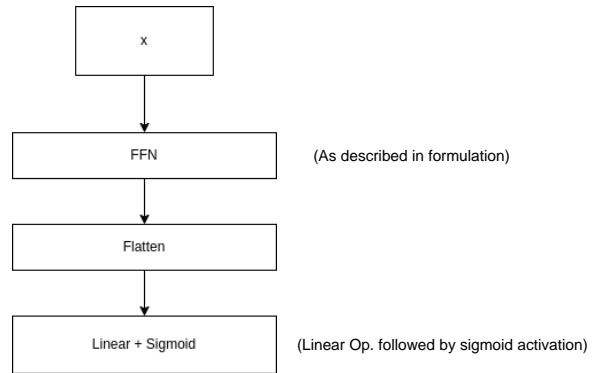 x
FFN
(As described in formulation)
Flatten
Linear + Sigmoid
(Linear Op. followed by sigmoid activation)